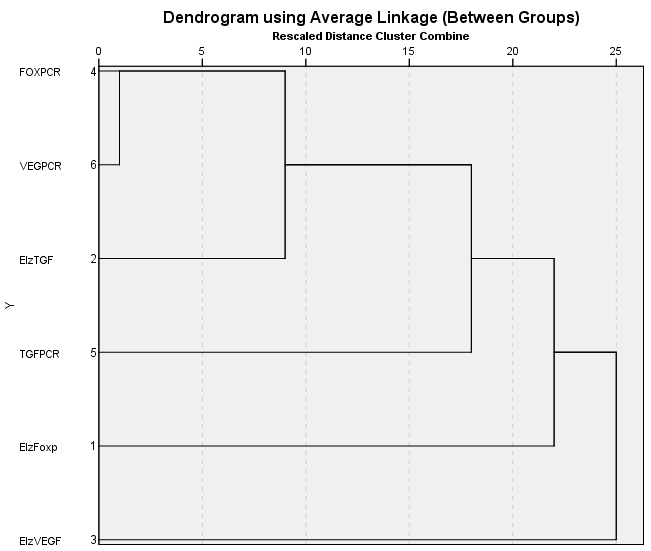 Dendrogram using Average Linkage (Between Groups)
Rescaled Distance Cluster Combine
0 5 10 15 20 25
FOXPCR 4
VEGPCR 6
ElzTGF 2
Y
TGFPCR 5
ElzFoxp 1
ElzVEGF 3